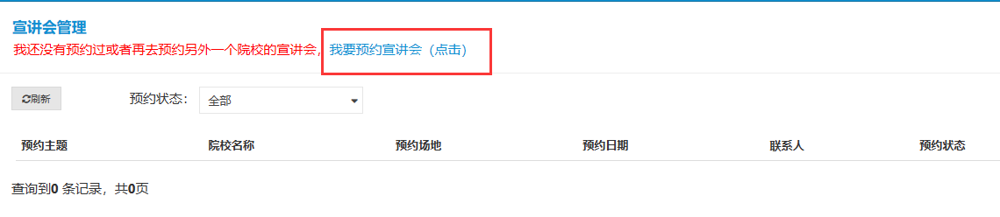 宣讲会管理
我还没有预约过或者再去预约另外一个院校的宣讲会，我要预约宣讲会（点击）
刷新 预约状态： 全部
预约主题 院校名称 预约场地 预约日期 联系人 预约状态
查询到0 条记录，共0页